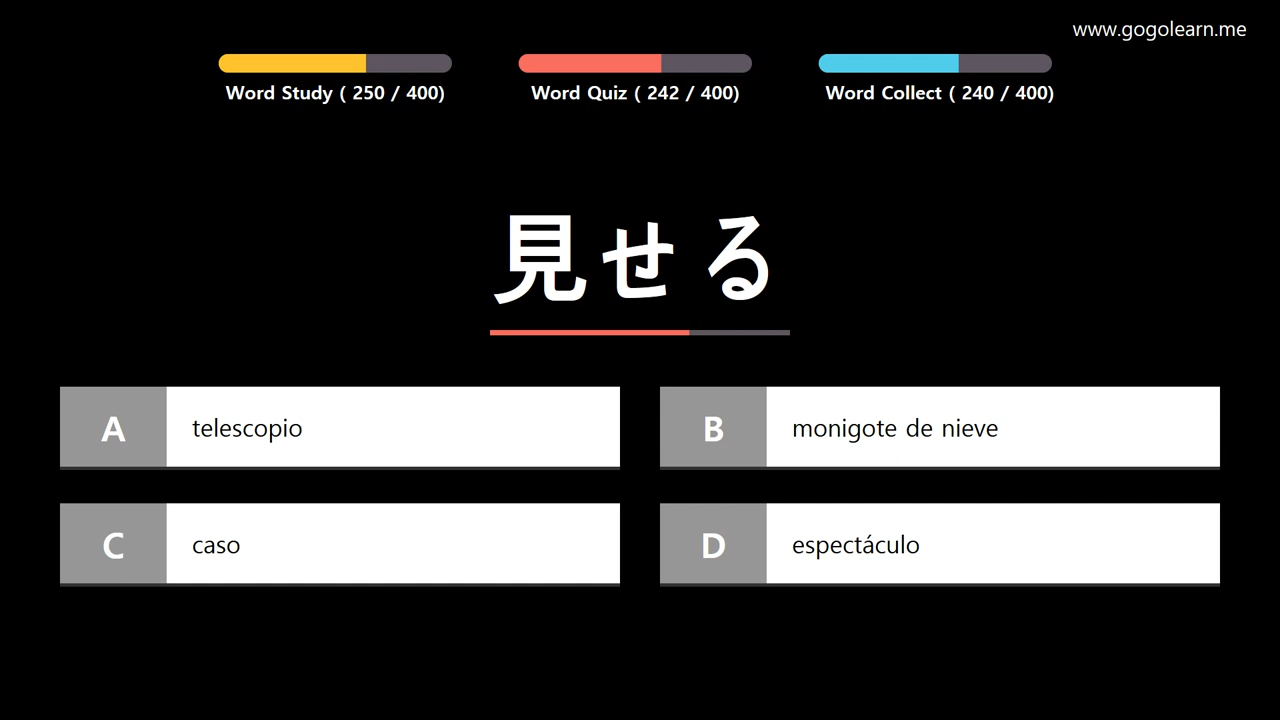 www.gogolearn.me
Word Study ( 250 / 400)
Word Quiz ( 242 / 400)
Word Collect ( 240 / 400)
見せる
A telescopio
B monigote de nieve
C caso
D espectáculo